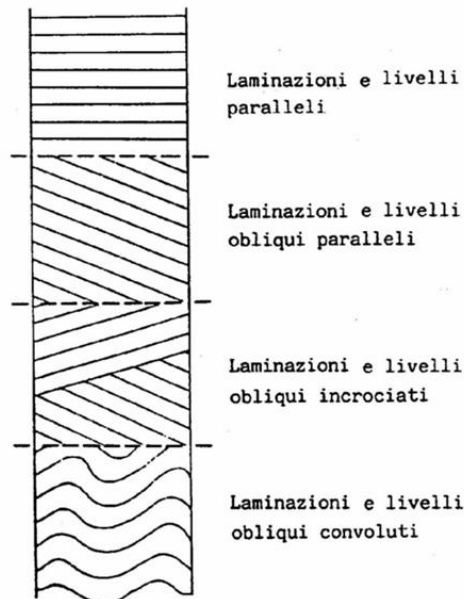 Laminazioni e livelli
paralleli
Laminazioni e livelli
obliqui paralleli
Laminazioni e livelli
obliqui incrociati
Laminazioni e livelli
obliqui convoluti